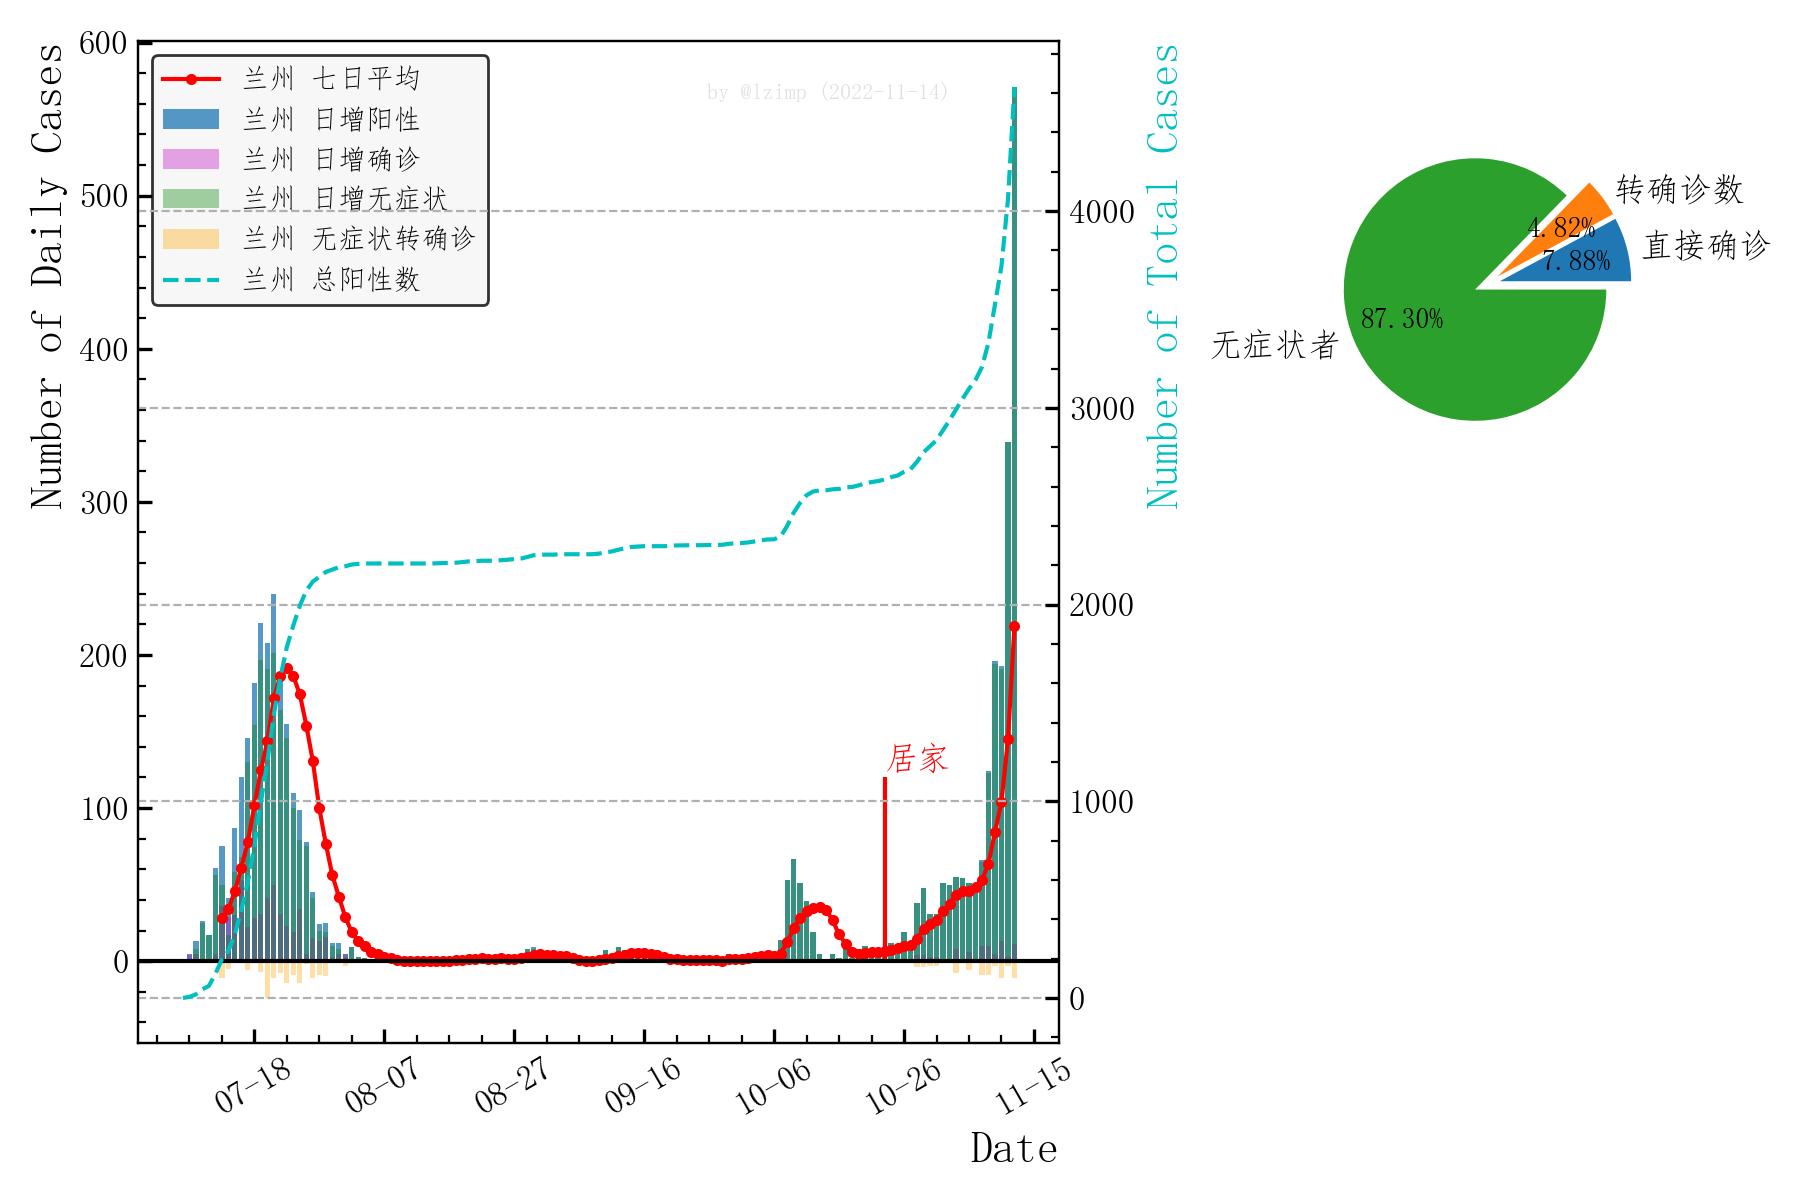 Number of Daily Cases
600
500
400
300
200
100
0
兰州 七日平均
兰州 日增阳性
兰州 日增确诊
兰州 日增无症状
兰州 无症状转确诊
兰州 总阳性数
by @lzimp (2022-11-14)
居家
4000
3000
2000
1000
0
Number of Total Cases
07-18
08-07
08-27
09-16
10-06
10-26
11-15
Date
转确诊数
4.82%
直接确诊
7.88%
87.30%
无症状者